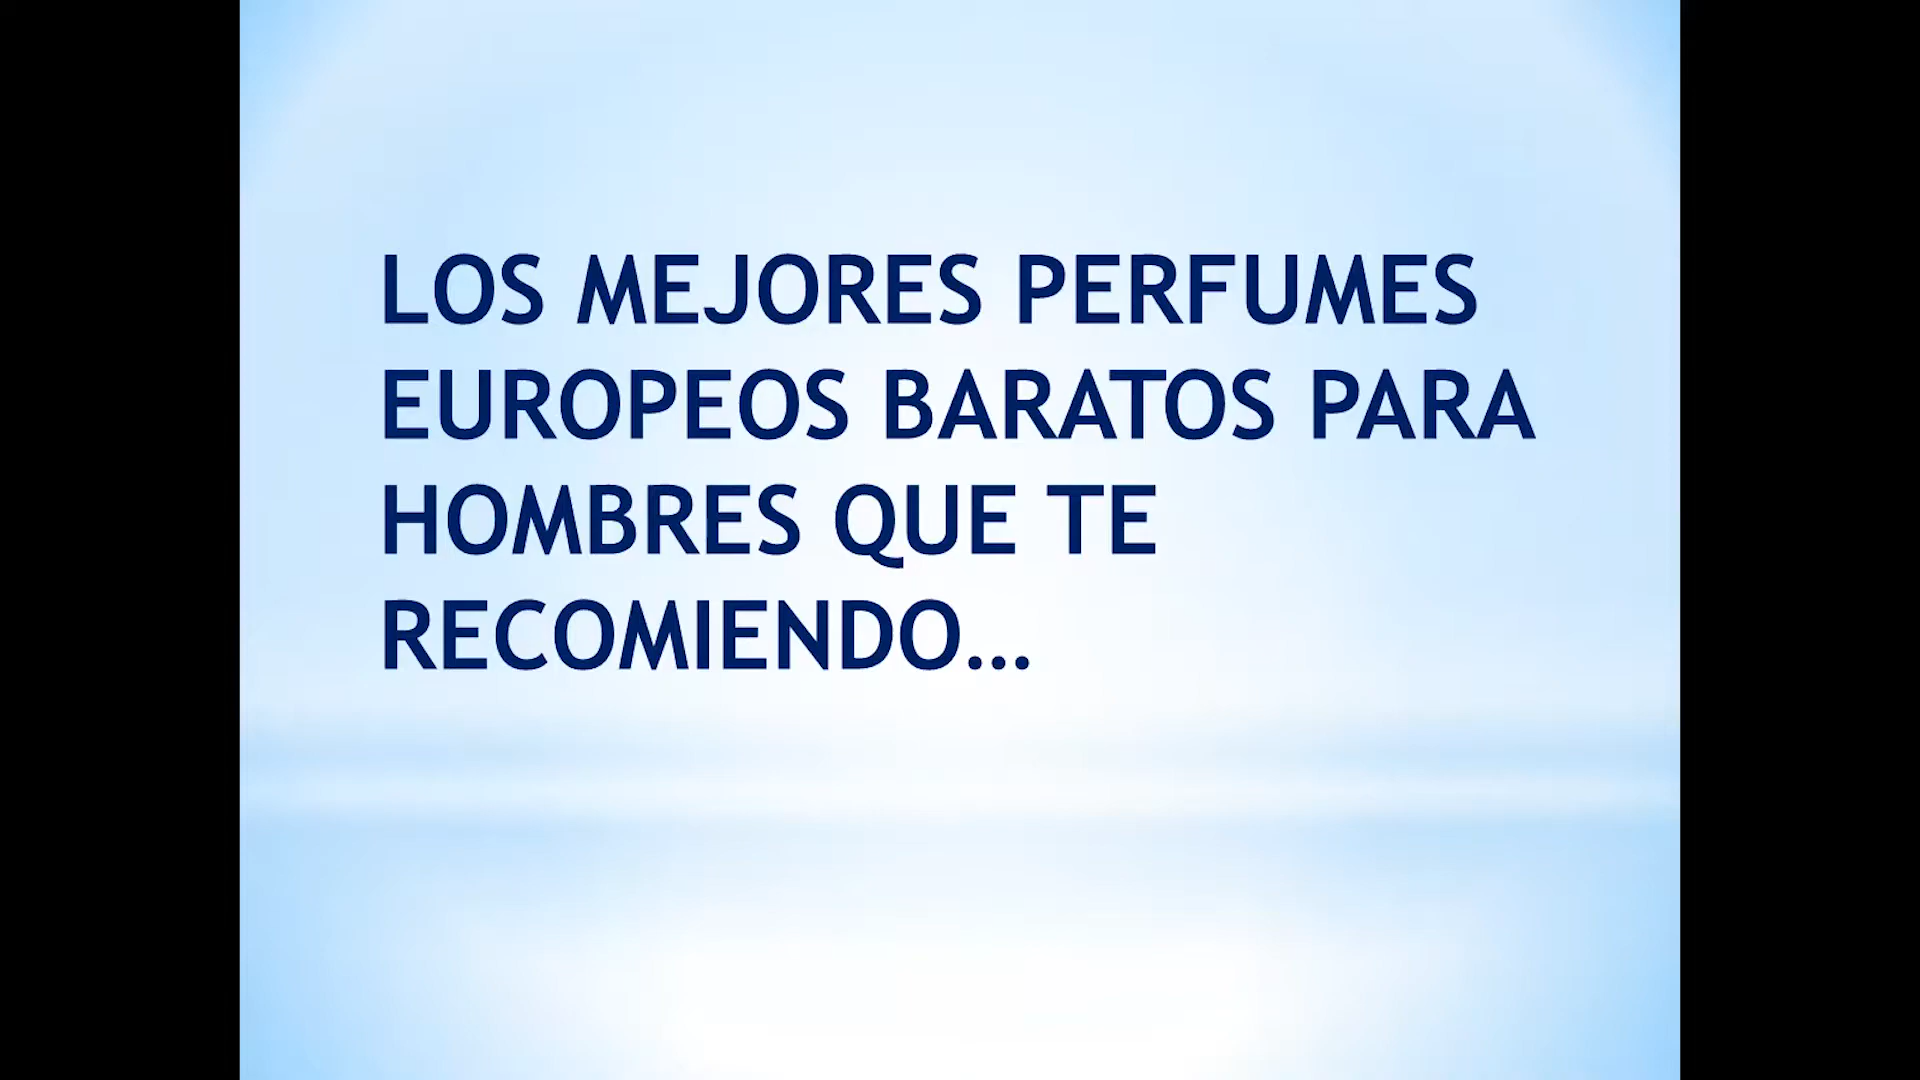 LOS MEJORES PERFUMES
EUROPEOS BARATOS PARA
HOMBRES QUE TE
RECOMIENDO...